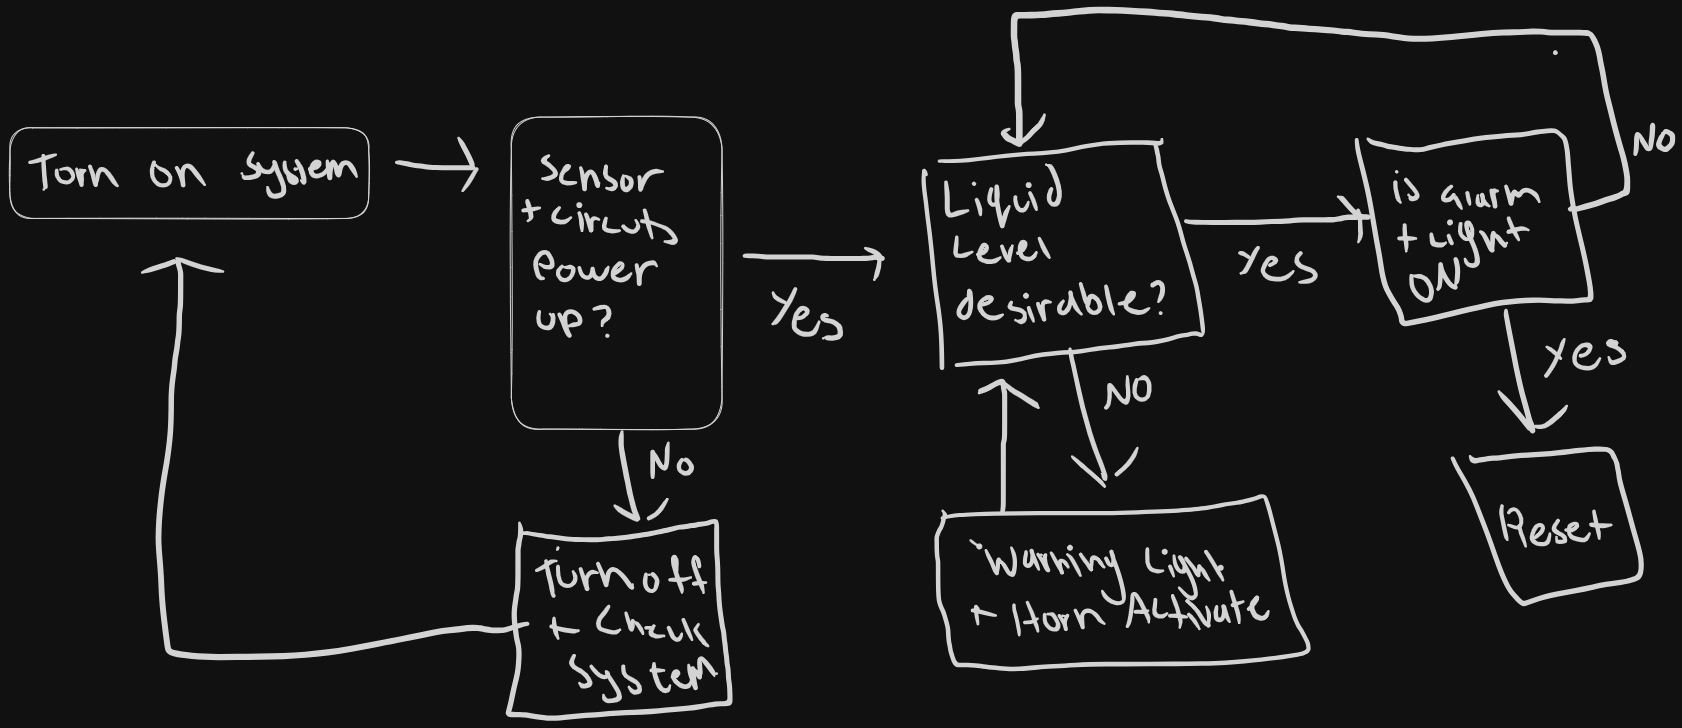 Torn on system
Sensor
+ circuts
Power
up?
Yes
No
Turn off
+ Check
System
Liquid
Level
desirable?
Yes
NO
Warning Light
+ Horn Activate
is alarm
+ Light
ON
NO
Yes
Reset